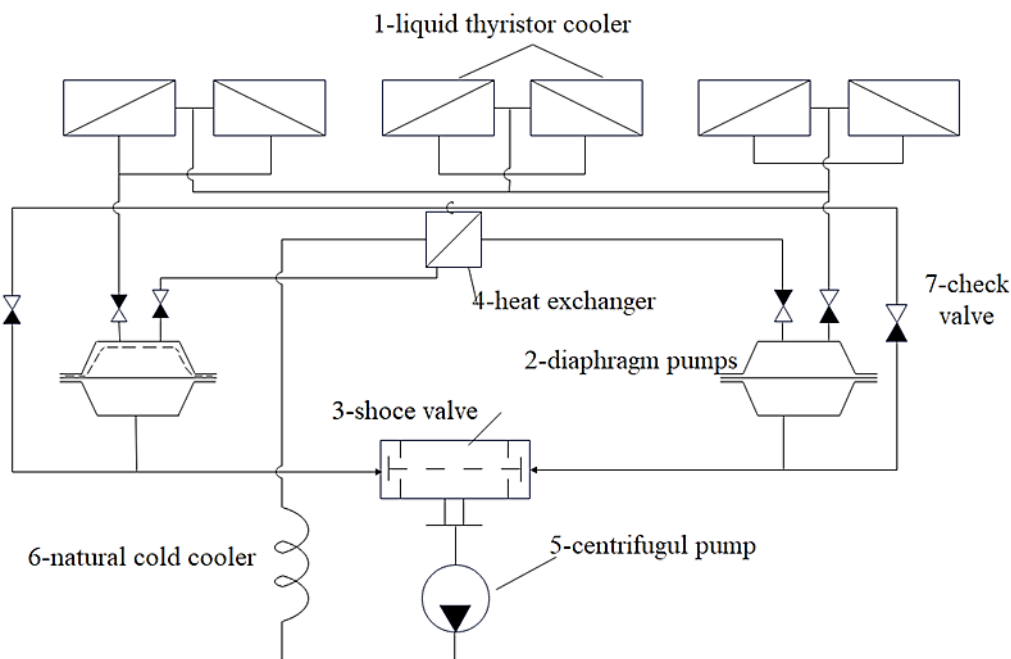 1-liquid thyristor cooler
4-heat exchanger
7-check
valve
2-diaphragm pumps
3-shoce valve
5-centrifugul pump
6-natural cold cooler